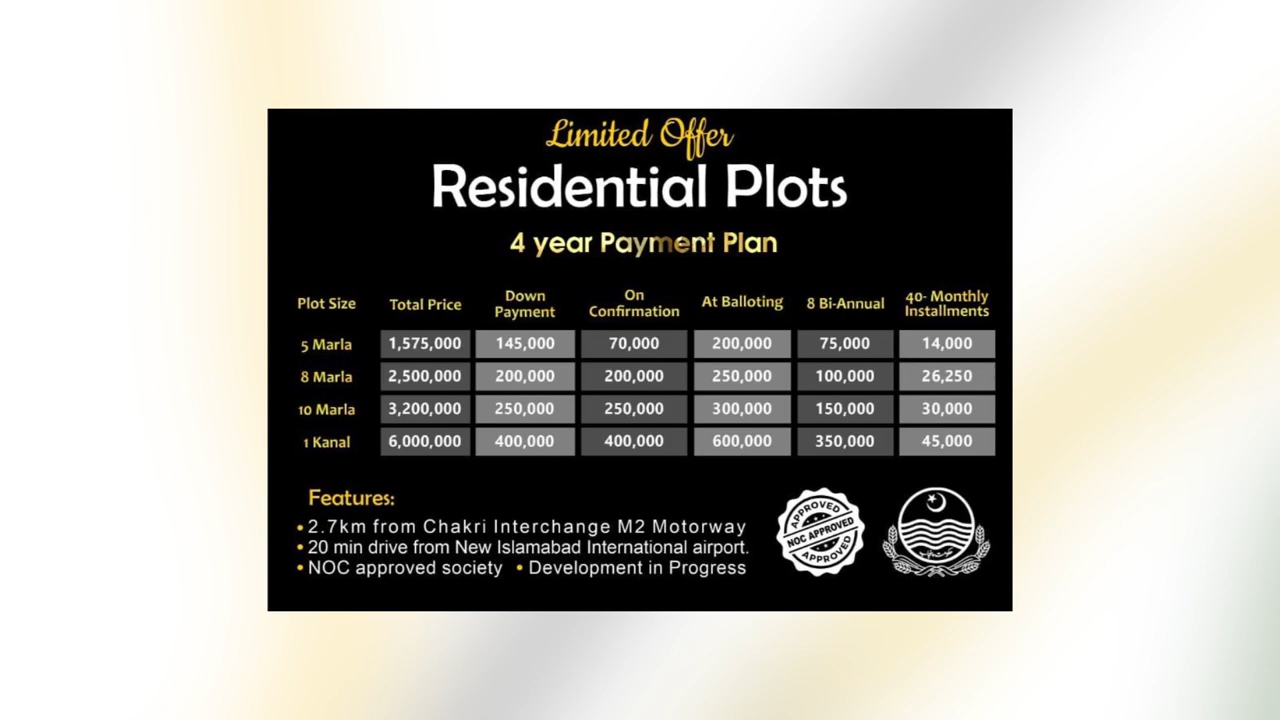 Limited Offer
Residential Plots
4 year Payment Plan
Plot Size Total Price Down Payment On Confirmation At Balloting 8 Bi-Annual 40- Monthly Installments
5 Marla 1,575,000 145,000 70,000 200,000 75,000 14,000
8 Marla 2,500,000 200,000 200,000 250,000 100,000 26,250
10 Marla 3,200,000 250,000 250,000 300,000 150,000 30,000
1 Kanal 6,000,000 400,000 400,000 600,000 350,000 45,000
Features:
• 2.7km from Chakri Interchange M2 Motorway
• 20 min drive from New Islamabad International airport.
• NOC approved society • Development in Progress
APPROVED
NOC APPROVED
APPROVED